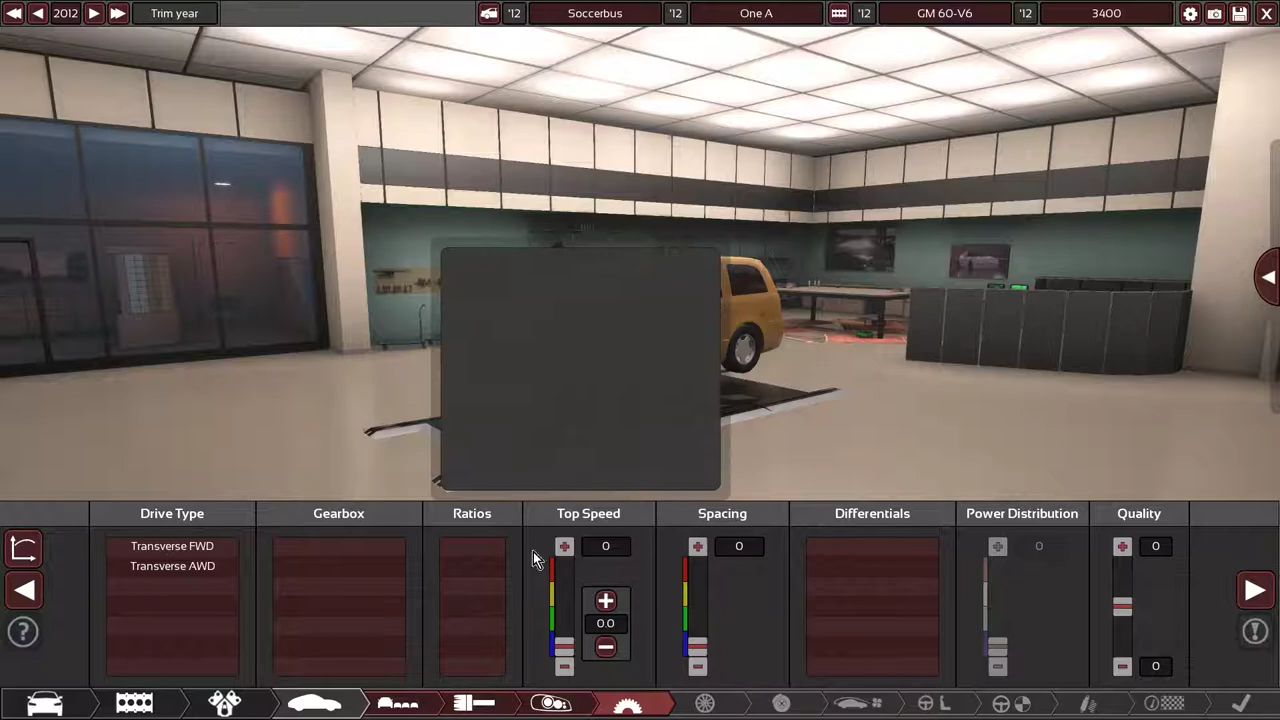 2012 Trim year '12 Soccerbus '12 One A '12 GM 60-V6 '12 3400
Drive Type Gearbox Ratios Top Speed Spacing Differentials Power Distribution Quality
Transverse FWD 0 0 0 0
Transverse AWD
0.0
0